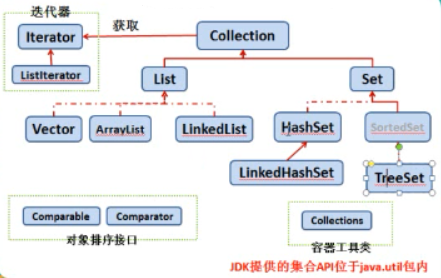 迭代器
Iterator
获取
Collection
ListIterator
List
Set
Vector
ArrayList
LinkedList
HashSet
SortedSet
LinkedHashSet
TreeSet
Comparable
Comparator
对象排序接口
Collections
容器工具类
JDK提供的集合API位于java.util包内